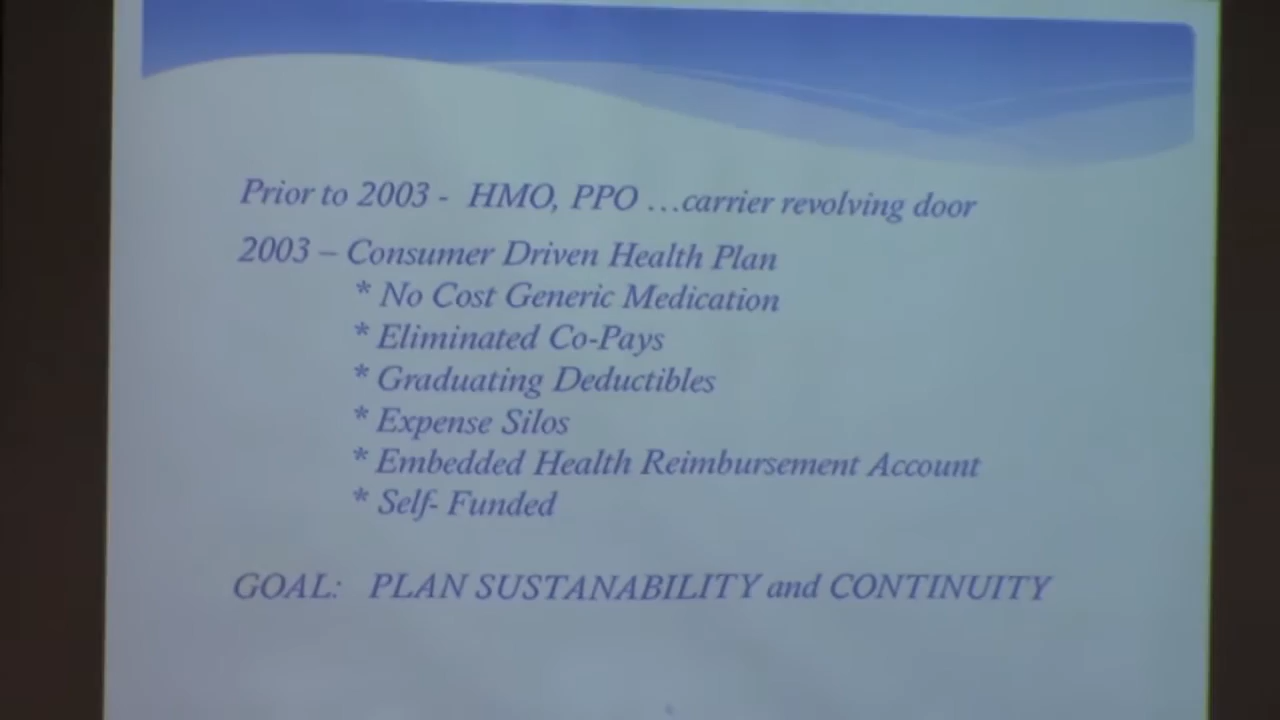 Prior to 2003 - HMO, PPO ...carrier revolving door
2003 – Consumer Driven Health Plan
* No Cost Generic Medication
* Eliminated Co-Pays
* Graduating Deductibles
* Expense Silos
* Embedded Health Reimbursement Account
* Self- Funded
GOAL: PLAN SUSTANABILITY and CONTINUITY